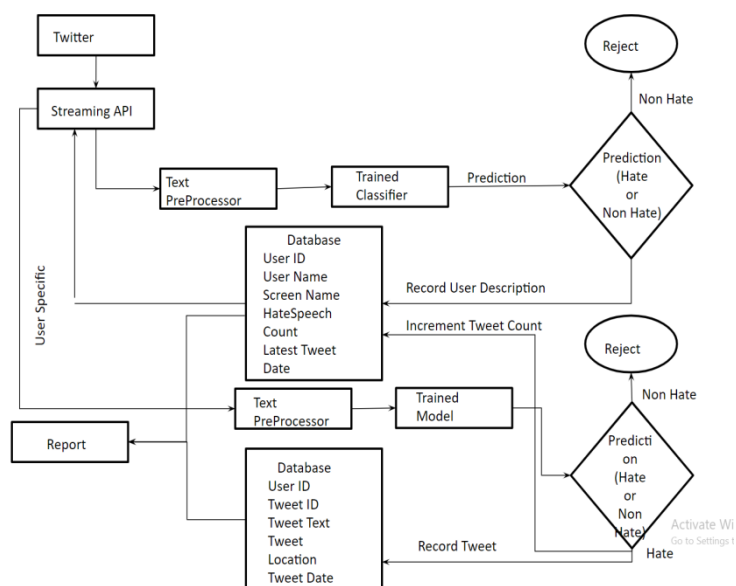 Twitter
Reject
Streaming API
Non Hate
Text
PreProcessor
Trained
Classifier
Prediction
Prediction
(Hate
or
Non Hate)
User Specific
Database
User ID
User Name
Screen Name
HateSpeech
Count
Latest Tweet
Date
Record User Description
Increment Tweet Count
Reject
Non Hate
Text
PreProcessor
Trained
Model
Report
Predicti
on
(Hate
or
Non
Hate)
Hate
Database
User ID
Tweet ID
Tweet Text
Tweet
Location
Tweet Date
Record Tweet
Activate Wi
Go to Settings t